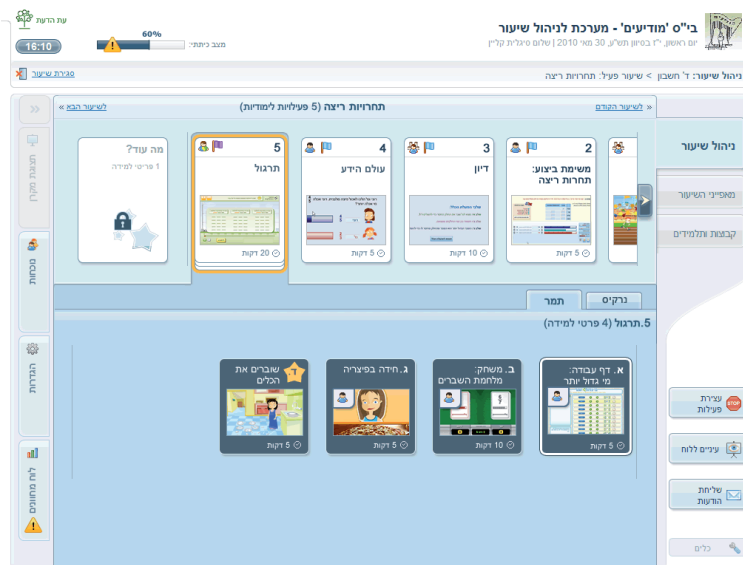 עת הדעת
16:10
60%
מצב כיתתי:
בי"ס 'מודיעים' - מערכת לניהול שיעור
יום ראשון, י"ז בסיוון תש"ע, 30 מאי 2010 | שלום סיגלית קליין
ניהול שיעור: ד' חשבון > שיעור פעיל: תחרויות ריצה
סגירת שיעור
« לשיעור הקודם
תחרויות ריצה (5 פעילויות לימודיות)
לשיעור הבא »
2
משימת ביצוע:
תחרות ריצה
5 דקות
3
דיון
10 דקות
4
עולם הידע
5 דקות
5
תרגול
20 דקות
מה עוד?
1 פריטי למידה
ניהול שיעור
מאפייני השיעור
קבוצות ותלמידים
נרקיס
תמר
5.תרגול (4 פרטי למידה)
א. דף עבודה:
מי גדול יותר
5 דקות
ב. משחק:
מלחמת השברים
10 דקות
ג. חידה בפיצריה
5 דקות
ד. שוברים את
הכלים
5 דקות
עצירת
פעילות
STOP
עיניים ללוח
שליחת
הודעות
כלים
תצוגת מקרן
נוכחות
הגדרות
לוח מחוונים